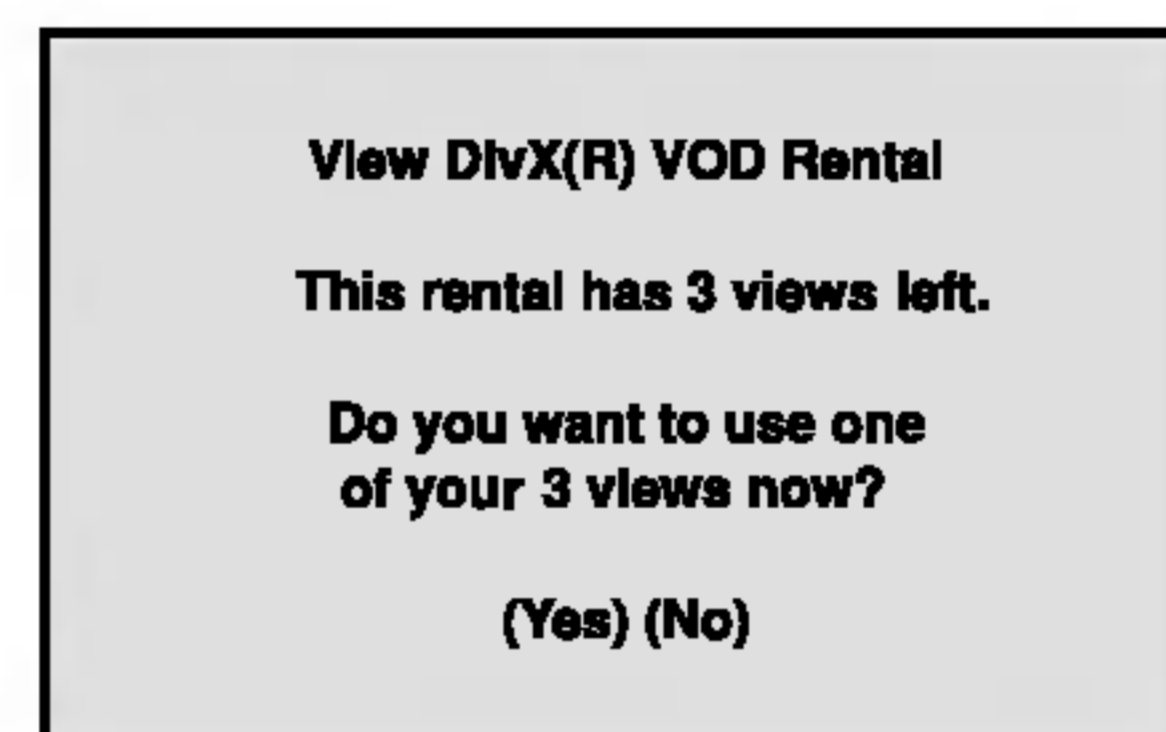 View DivX(R) VOD Rental
This rental has 3 views left.
Do you want to use one
of your 3 views now?
(Yes) (No)